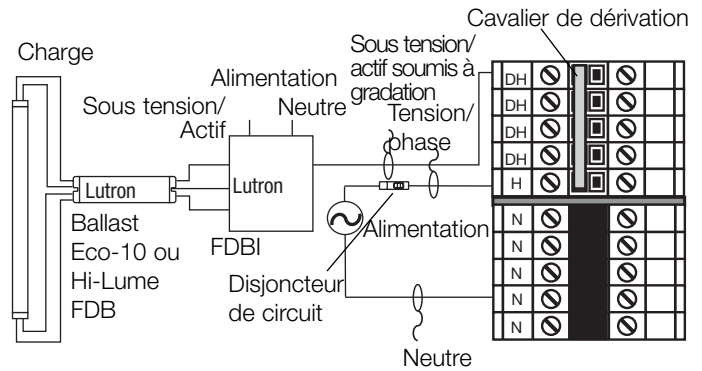 Cavalier de dérivation
Charge
Sous tension/
actif soumis à
gradation
Alimentation
Sous tension/
Actif
Neutre
Tension/
phase
DH
DH
DH
DH
H
N
N
N
N
N
Lutron
Lutron
Ballast
Eco-10 ou
Hi-Lume
FDB
FDBI
Alimentation
Disjoncteur
de circuit
Neutre